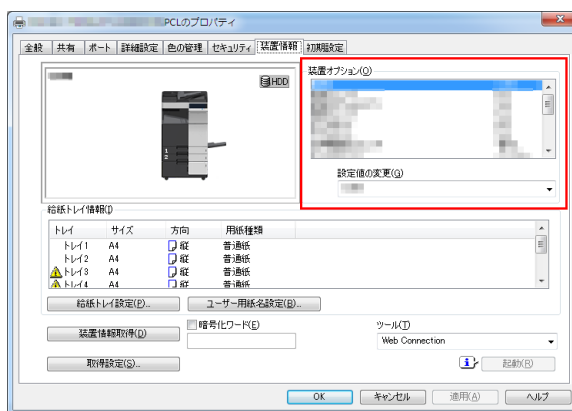 PCLのプロパティ
全般 共有 ポート 詳細設定 色の管理 セキュリティ 装置情報 初期設定
HDD
装置オプション(O)
設定値の変更(G)
給紙トレイ情報(I)
トレイ サイズ 方向 用紙種類
トレイ1 A4 縦 普通紙
トレイ2 A4 縦 普通紙
トレイ3 A4 縦 普通紙
トレイ4 A4 縦 普通紙
給紙トレイ設定(P)... ユーザー用紙名設定(B)...
装置情報取得(D) 暗号化ワード(E) ツール(T)
Web Connection
取得設定(S)... 起動(R)
OK キャンセル 適用(A) ヘルプ